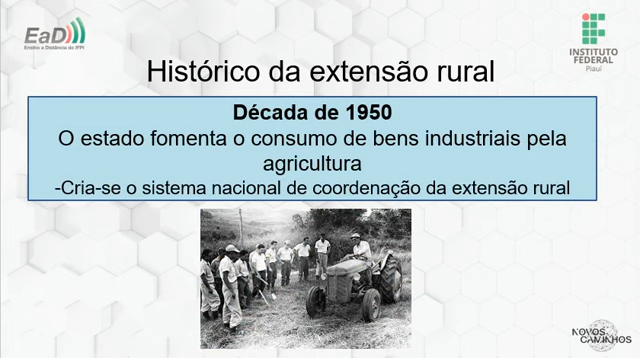 EaD
Ensino a Distância do IFPI
INSTITUTO
FEDERAL
Piauí
Histórico da extensão rural
Década de 1950
O estado fomenta o consumo de bens industriais pela
agricultura
-Cria-se o sistema nacional de coordenação da extensão rural
NOVOS
CAMINHOS